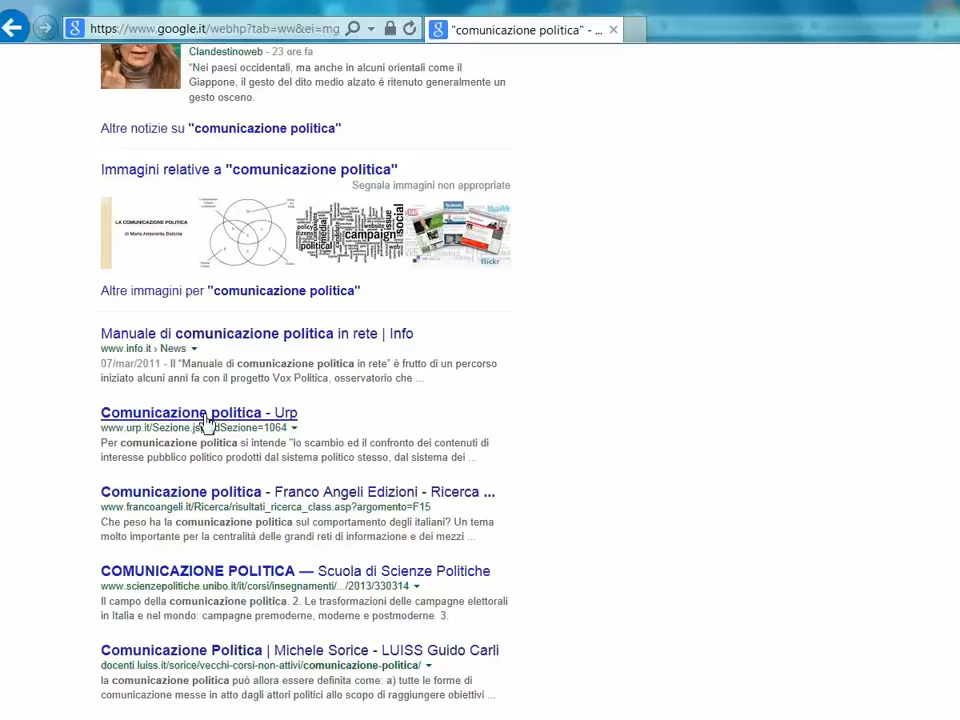 https://www.google.it/webhp?tab=ww&ei=mg
"comunicazione politica" - ...
Clandestinoweb - 23 ore fa
"Nei paesi occidentali, ma anche in alcuni orientali come il
Giappone, il gesto del dito medio alzato è ritenuto generalmente un
gesto osceno.
Altre notizie su "comunicazione politica"
Immagini relative a "comunicazione politica"
Segnala immagini non appropriate
LA COMUNICAZIONE POLITICA
campaign
social
political
media
issue
flickr
Altre immagini per "comunicazione politica"
Manuale di comunicazione politica in rete | Info
www.info.it › News
07/mar/2011 - Il "Manuale di comunicazione politica in rete" è frutto di un percorso
iniziato alcuni anni fa con il progetto Vox Politica, osservatorio che ...
Comunicazione politica - Urp
www.urp.it/Sezione.js dSezione=1064
Per comunicazione politica si intende "lo scambio ed il confronto dei contenuti di
interesse pubblico politico prodotti dal sistema politico stesso, dal sistema dei ...
Comunicazione politica - Franco Angeli Edizioni - Ricerca ...
www.francoangeli.it/Ricerca/risultati_ricerca_class.asp?argomento=F15
Che peso ha la comunicazione politica sul comportamento degli italiani? Un tema
molto importante per la centralità delle grandi reti di informazione e dei mezzi ...
COMUNICAZIONE POLITICA — Scuola di Scienze Politiche
www.scienzepolitiche.unibo.it/it/corsi/insegnamenti/.../2013/330314
Il campo della comunicazione politica. 2. Le trasformazioni delle campagne elettorali
in Italia e nel mondo: campagne premoderne, moderne e postmoderne. 3.
Comunicazione Politica | Michele Sorice - LUISS Guido Carli
docenti.luiss.it/sorice/vecchi-corsi-non-attivi/comunicazione-politica/
la comunicazione politica può allora essere definita come: a) tutte le forme di
comunicazione messe in atto dagli attori politici allo scopo di raggiungere obiettivi ...